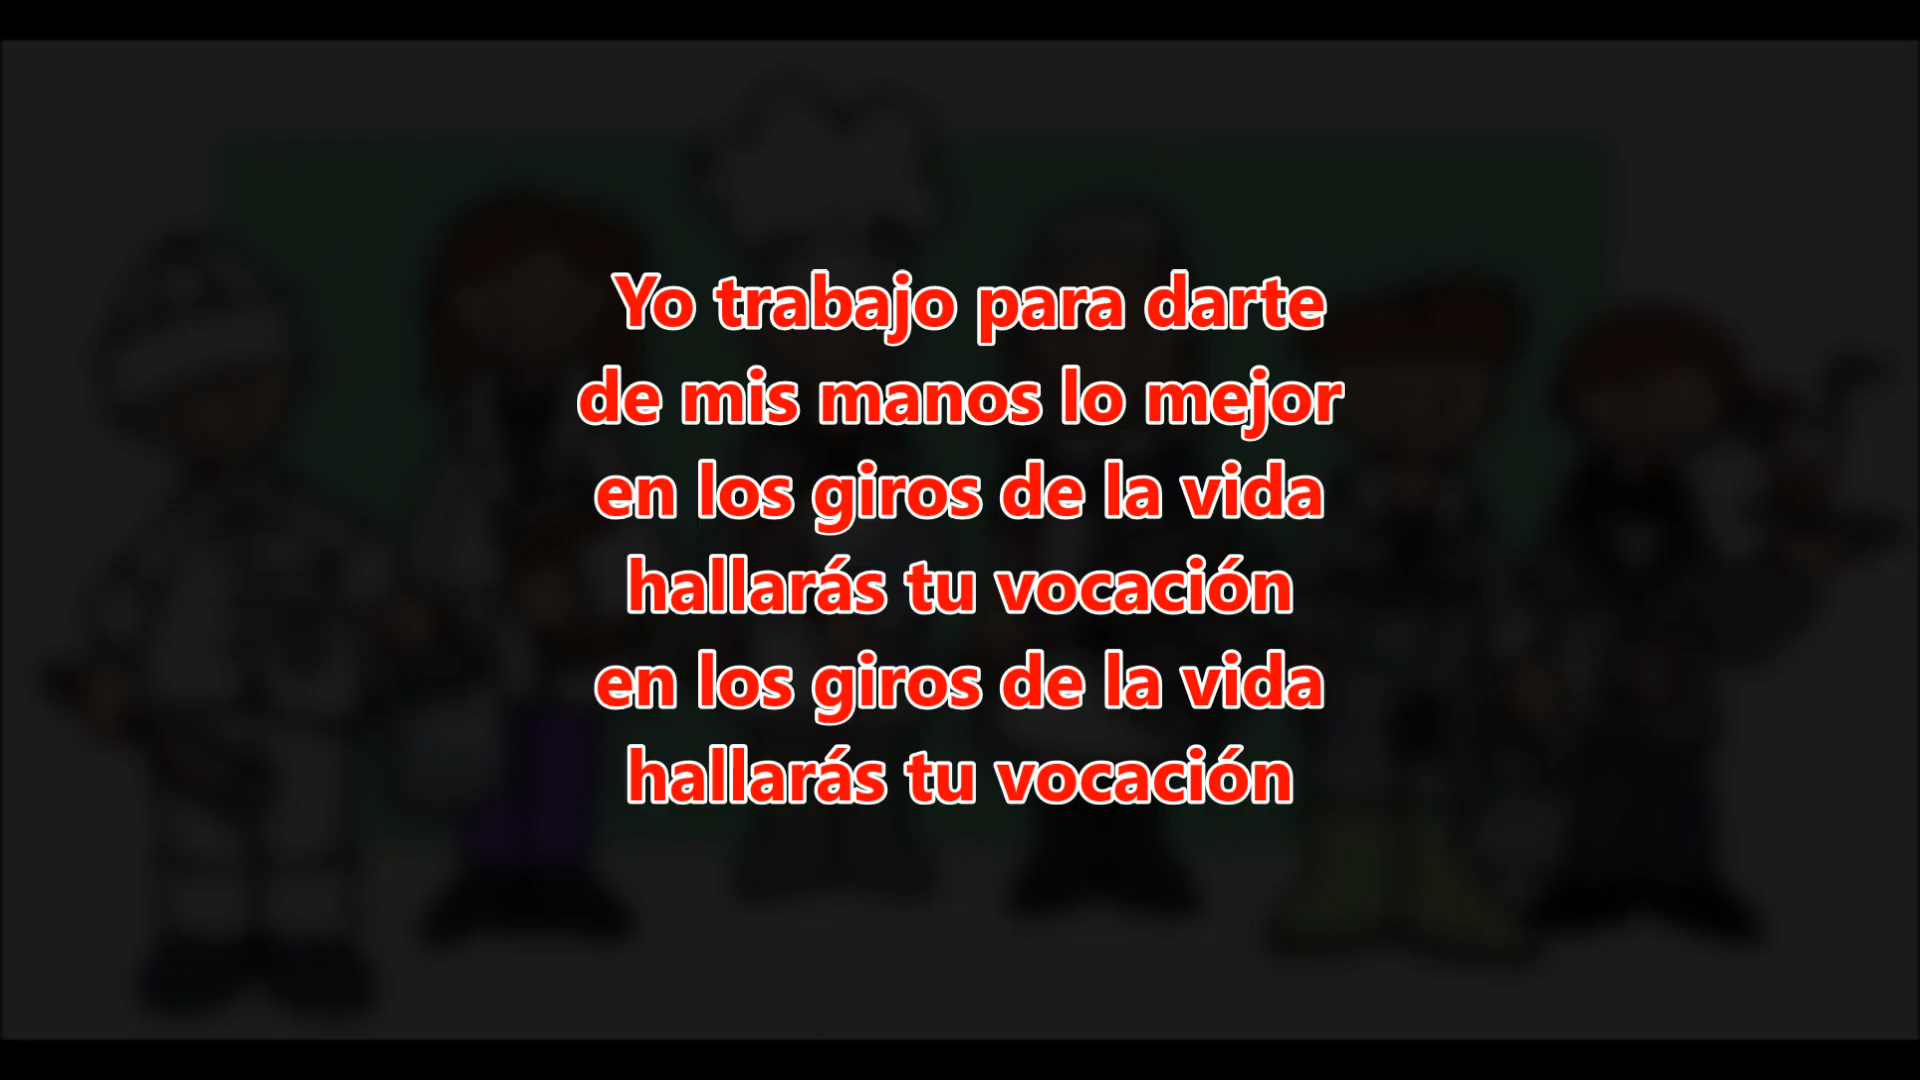 Yo trabajo para darte
de mis manos lo mejor
en los giros de la vida
hallarás tu vocación
en los giros de la vida
hallarás tu vocación